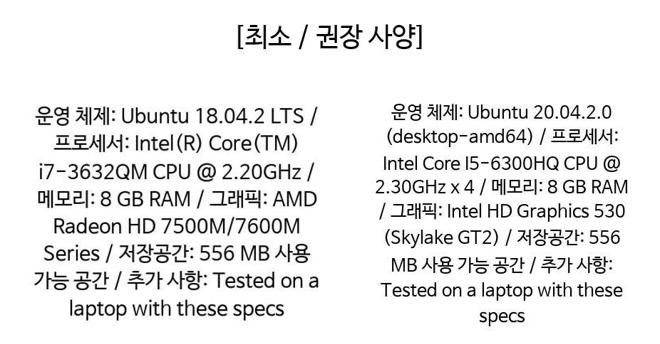 [최소 / 권장 사양]
운영 체제: Ubuntu 18.04.2 LTS /
프로세서: Intel(R) Core(TM)
i7-3632QM CPU @ 2.20GHz /
메모리: 8 GB RAM / 그래픽: AMD
Radeon HD 7500M/7600M
Series / 저장공간: 556 MB 사용
가능 공간 / 추가 사항: Tested on a
laptop with these specs
운영 체제: Ubuntu 20.04.2.0
(desktop-amd64) / 프로세서:
Intel Core I5-6300HQ CPU @
2.30GHz x 4 / 메모리: 8 GB RAM
/ 그래픽: Intel HD Graphics 530
(Skylake GT2) / 저장공간: 556
MB 사용 가능 공간 / 추가 사항:
Tested on a laptop with these
specs